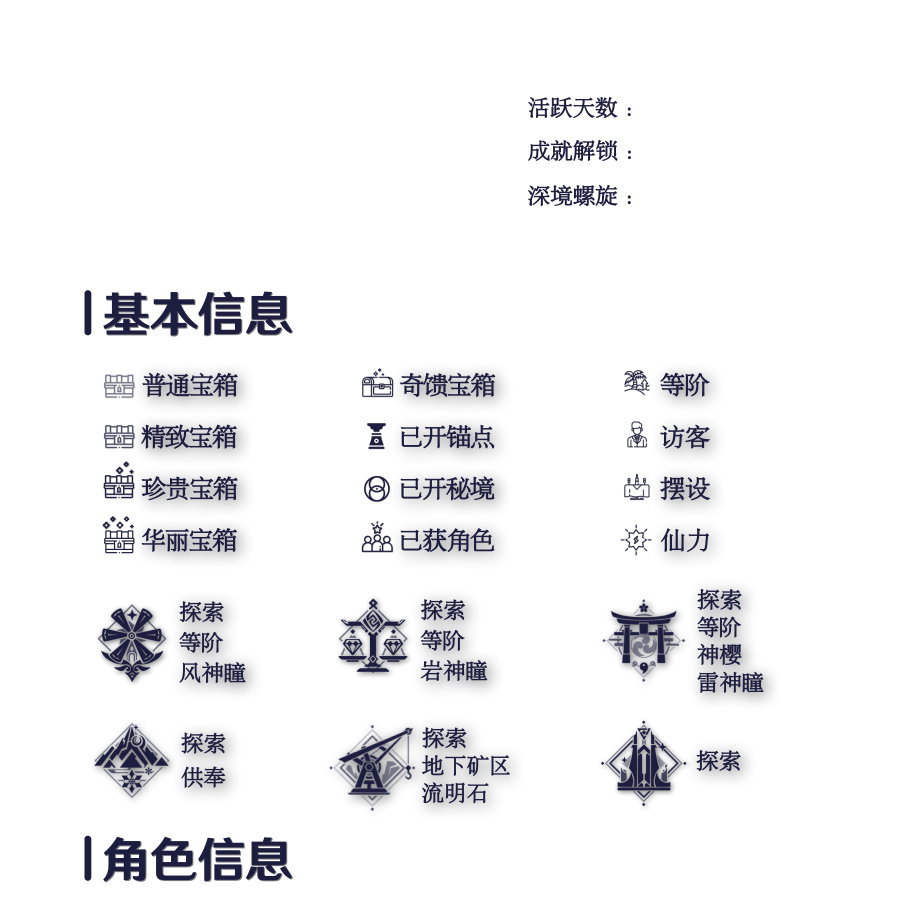 活跃天数：
成就解锁：
深境螺旋：
基本信息
普通宝箱 奇馈宝箱 等阶
精致宝箱 已开锚点 访客
珍贵宝箱 已开秘境 摆设
华丽宝箱 已获角色 仙力
探索
等阶
风神瞳
探索
等阶
岩神瞳
探索
等阶
神樱
雷神瞳
探索
供奉
探索
地下矿区
流明石
探索
角色信息